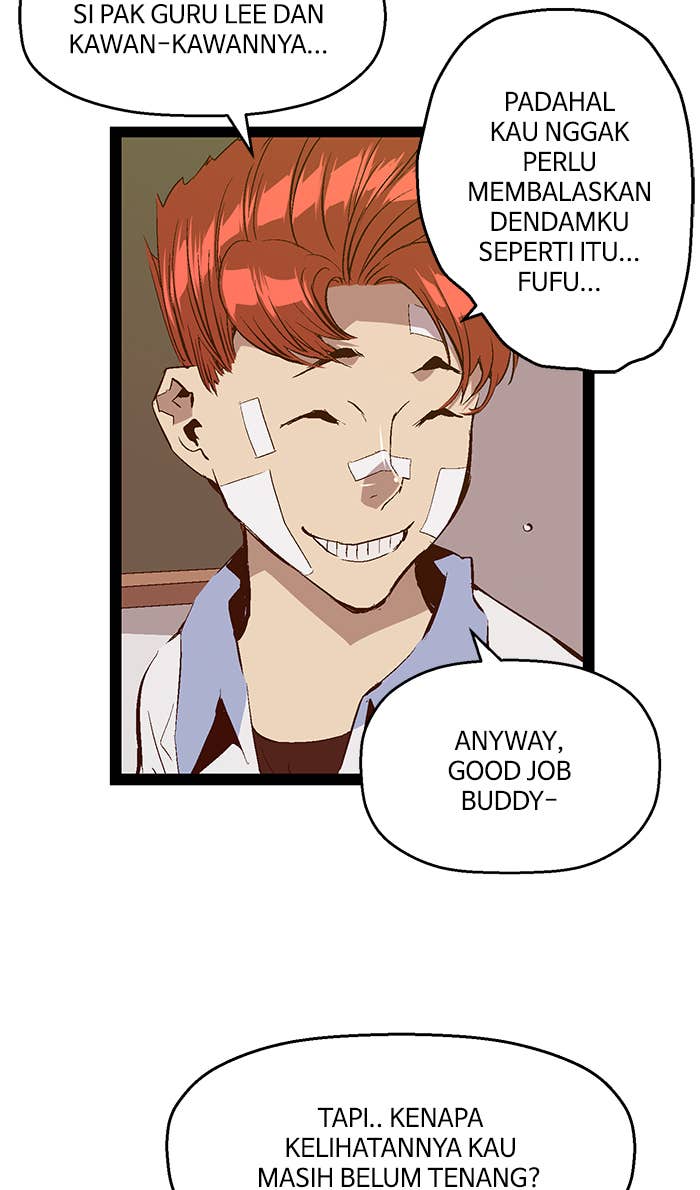 SI PAK GURU LEE DAN
KAWAN-KAWANNYA...
PADAHAL
KAU NGGAK
PERLU
MEMBALASKAN
DENDAMKU
SEPERTI ITU...
FUFU...
ANYWAY,
GOOD JOB
BUDDY-
TAPI.. KENAPA
KELIHATANNYA KAU
MASIH BELUM TENANG?